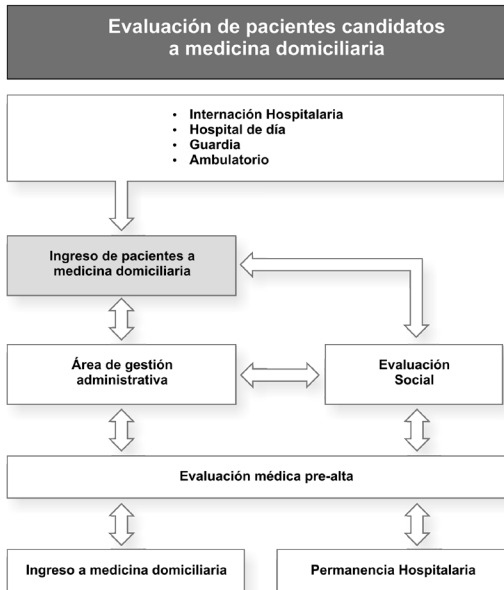 Evaluación de pacientes candidatos
a medicina domiciliaria
• Internación Hospitalaria
• Hospital de día
• Guardia
• Ambulatorio
Ingreso de pacientes a
medicina domiciliaria
Área de gestión
administrativa
Evaluación
Social
Evaluación médica pre-alta
Ingreso a medicina domiciliaria
Permanencia Hospitalaria